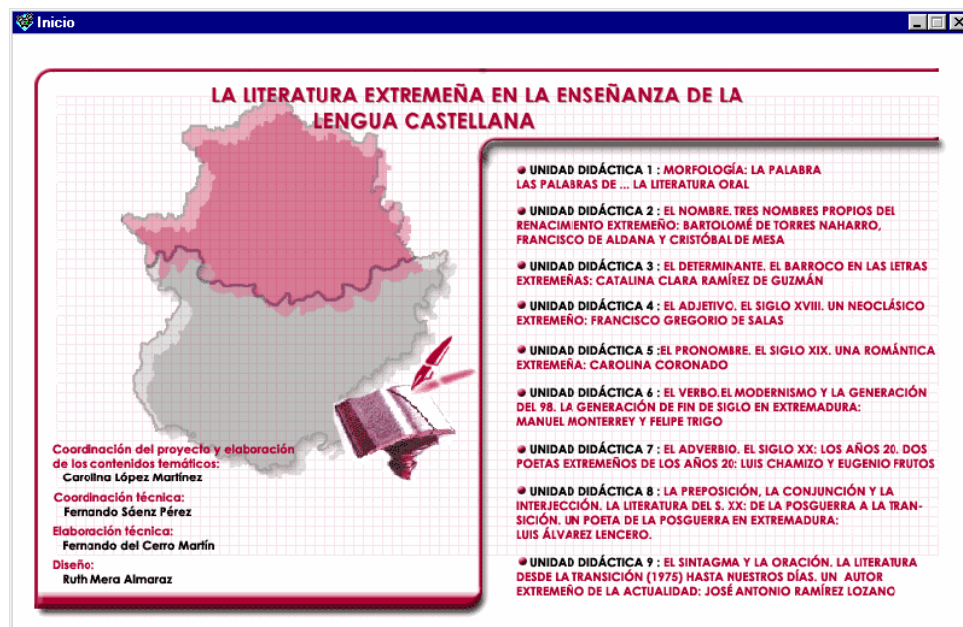 Inicio
LA LITERATURA EXTREMEÑA EN LA ENSEÑANZA DE LA
LENGUA CASTELLANA
UNIDAD DIDÁCTICA 1 : MORFOLOGÍA: LA PALABRA
LAS PALABRAS DE ... LA LITERATURA ORAL
UNIDAD DIDÁCTICA 2 : EL NOMBRE. TRES NOMBRES PROPIOS DEL
RENACIMIENTO EXTREMEÑO: BARTOLOMÉ DE TORRES NAHARRO,
FRANCISCO DE ALDANA Y CRISTÓBAL DE MESA
UNIDAD DIDÁCTICA 3 : EL DETERMINANTE. EL BARROCO EN LAS LETRAS
EXTREMEÑAS: CATALINA CLARA RAMÍREZ DE GUZMÁN
UNIDAD DIDÁCTICA 4 : EL ADJETIVO. EL SIGLO XVIII. UN NEOCLÁSICO
EXTREMEÑO: FRANCISCO GREGORIO DE SALAS
UNIDAD DIDÁCTICA 5 :EL PRONOMBRE. EL SIGLO XIX. UNA ROMÁNTICA
EXTREMEÑA: CAROLINA CORONADO
UNIDAD DIDÁCTICA 6 : EL VERBO.EL MODERNISMO Y LA GENERACIÓN
DEL 98. LA GENERACIÓN DE FIN DE SIGLO EN EXTREMADURA:
MANUEL MONTERREY Y FELIPE TRIGO
UNIDAD DIDÁCTICA 7 : EL ADVERBIO. EL SIGLO XX: LOS AÑOS 20. DOS
POETAS EXTREMEÑOS DE LOS AÑOS 20: LUIS CHAMIZO Y EUGENIO FRUTOS
UNIDAD DIDÁCTICA 8 : LA PREPOSICIÓN, LA CONJUNCIÓN Y LA
INTERJECCIÓN. LA LITERATURA DEL S. XX: DE LA POSGUERRA A LA TRAN-
SICIÓN. UN POETA DE LA POSGUERRA EN EXTREMADURA:
LUIS ÁLVAREZ LENCERO.
UNIDAD DIDÁCTICA 9 : EL SINTAGMA Y LA ORACIÓN. LA LITERATURA
DESDE LA TRANSICIÓN (1975) HASTA NUESTROS DÍAS. UN AUTOR
EXTREMEÑO DE LA ACTUALIDAD: JOSÉ ANTONIO RAMÍREZ LOZANO
Coordinación del proyecto y elaboración
de los contenidos temáticos:
Carolina López Martínez
Coordinación técnica:
Fernando Sáenz Pérez
Elaboración técnica:
Fernando del Cerro Martín
Diseño:
Ruth Mera Almaraz